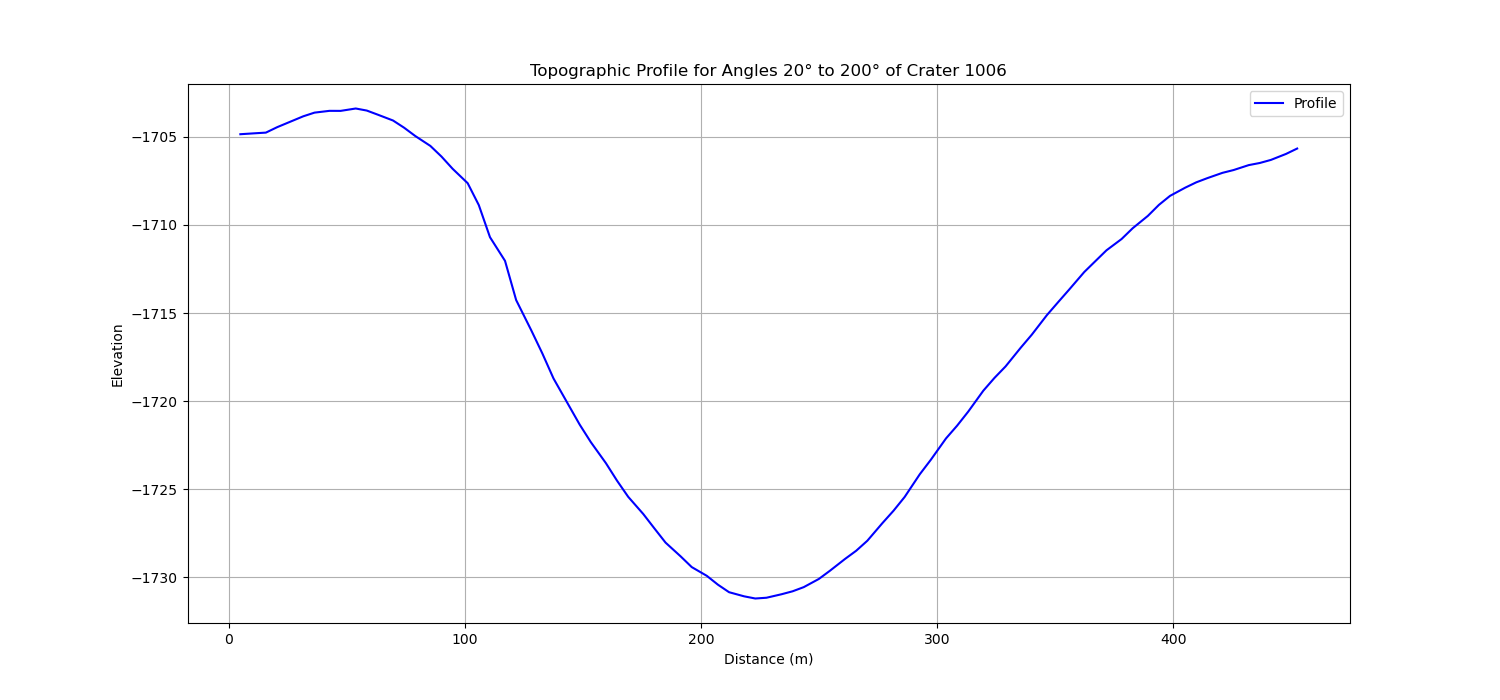 Topographic Profile for Angles 20° to 200° of Crater 1006
Profile
−1705
−1710
−1715
−1720
−1725
−1730
Elevation
0 100 200 300 400
Distance (m)